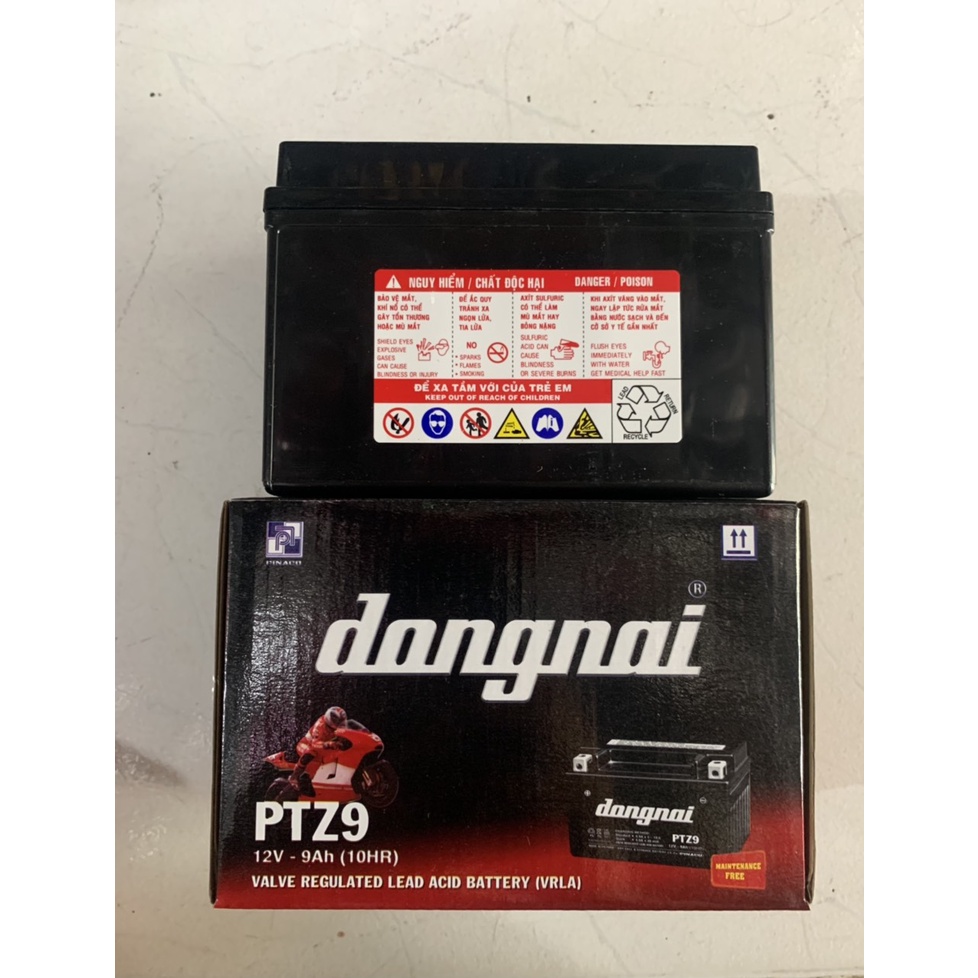 NGUY HIỂM / CHẤT ĐỘC HẠI DANGER / POISON
BẢO VỆ MẮT,
KHÍ NỔ CÓ THỂ
GÂY TỔN THƯƠNG
HOẶC MÙ MẮT
SHIELD EYES
EXPLOSIVE
GASES
CAN CAUSE
BLINDNESS OR INJURY
ĐỂ ẮC QUY
TRÁNH XA
NGỌN LỬA,
TIA LỬA
NO
• SPARKS
• FLAMES
• SMOKING
AXÍT SULFURIC
CÓ THỂ LÀM
MÙ MẮT HAY
BỎNG NẶNG
SULFURIC
ACID CAN
CAUSE
BLINDNESS
OR SEVERE BURNS
KHI AXÍT VĂNG VÀO MẮT,
NGAY LẬP TỨC RỬA MẮT
BẰNG NƯỚC SẠCH VÀ ĐẾN
CƠ SỞ Y TẾ GẦN NHẤT
FLUSH EYES
IMMEDIATELY
WITH WATER
GET MEDICAL HELP FAST
ĐỂ XA TẦM VỚI CỦA TRẺ EM
KEEP OUT OF REACH OF CHILDREN
LEAD
RETURN
RECYCLE
PINACO
dongnai ®
dongnai
PTZ9
PTZ9
12V - 9Ah (10HR)
VALVE REGULATED LEAD ACID BATTERY (VRLA)
MAINTENANCE
FREE